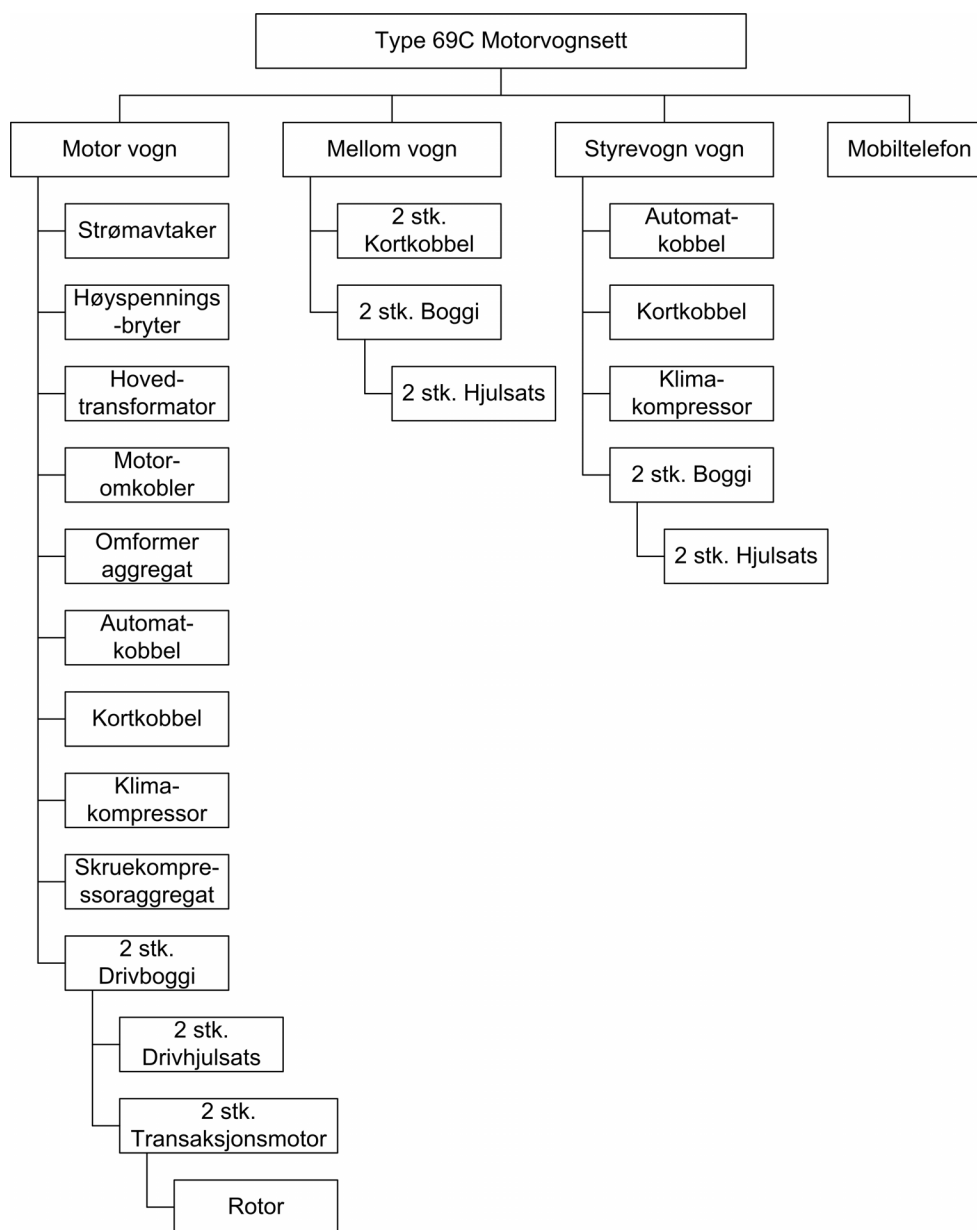 Type 69C Motorvognsett
Motor vogn
Mellom vogn
Styrevogn vogn
Mobiltelefon
Strømavtaker
Høyspennings
-bryter
Hoved-
transformator
Motor-
omkobler
Omformer
aggregat
Automat-
kobbel
Kortkobbel
Klima-
kompressor
Skruekompre-
ssoraggregat
2 stk.
Drivboggi
2 stk.
Drivhjulsats
2 stk.
Transaksjonsmotor
Rotor
2 stk.
Kortkobbel
2 stk. Boggi
2 stk. Hjulsats
Automat-
kobbel
Kortkobbel
Klima-
kompressor
2 stk. Boggi
2 stk. Hjulsats